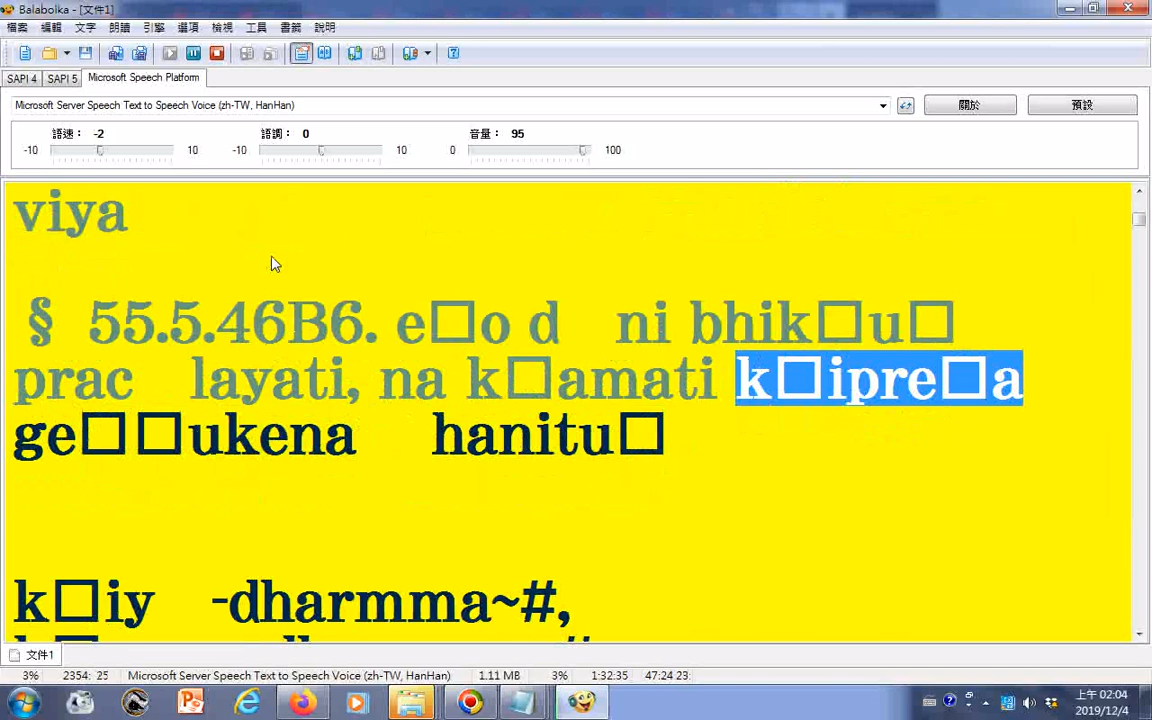 Balabolka - [文件1]
檔案 編輯 文字 朗讀 引擎 選項 檢視 工具 書籤 說明
SAPI 4 SAPI 5 Microsoft Speech Platform
Microsoft Server Speech Text to Speech Voice (zh-TW, HanHan) 關於 預設
語速： -2 語調： 0 音量： 95
-10 10 -10 10 0 100
viya
§ 55.5.46B6. e□o d ni bhik□u□
prac layati, na k□amati k□ipre□a
ge□□ukena hanitu□
k□iy -dharmma~#,
文件1
3% 2354: 25 Microsoft Server Speech Text to Speech Voice (zh-TW, HanHan) 1.11 MB 3% 1:32:35 47:24 23:
上午 02:04
2019/12/4